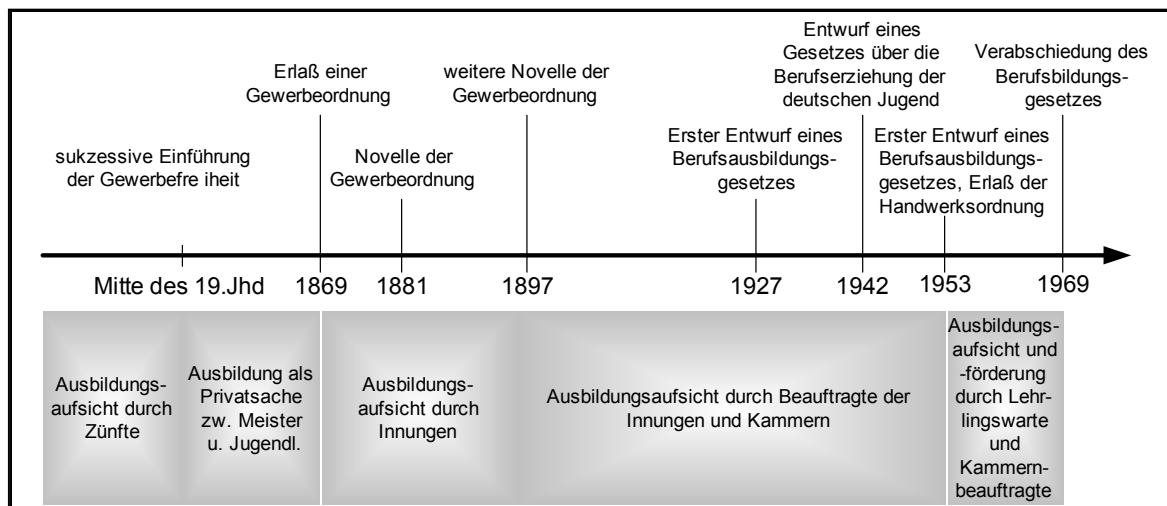 sukzessive Einführung
der Gewerbefre iheit
Erlaß einer
Gewerbeordnung
Novelle der
Gewerbeordnung
weitere Novelle der
Gewerbeordnung
Erster Entwurf eines
Berufsausbildungs-
gesetzes
Entwurf eines
Gesetzes über die
Berufserziehung der
deutschen Jugend
Erster Entwurf eines
Berufsausbildungs-
gesetzes, Erlaß der
Handwerksordnung
Verabschiedung des
Berufsbildungs-
gesetzes
Mitte des 19.Jhd 1869 1881 1897 1927 1942 1953 1969
Ausbildungs-
aufsicht durch
Zünfte
Ausbildung als
Privatsache
zw. Meister
u. Jugendl.
Ausbildungs-
aufsicht durch
Innungen
Ausbildungsaufsicht durch Beauftragte der
Innungen und Kammern
Ausbildungs-
aufsicht und
-förderung
durch Lehr-
lingswarte
und
Kammern-
beauftragte